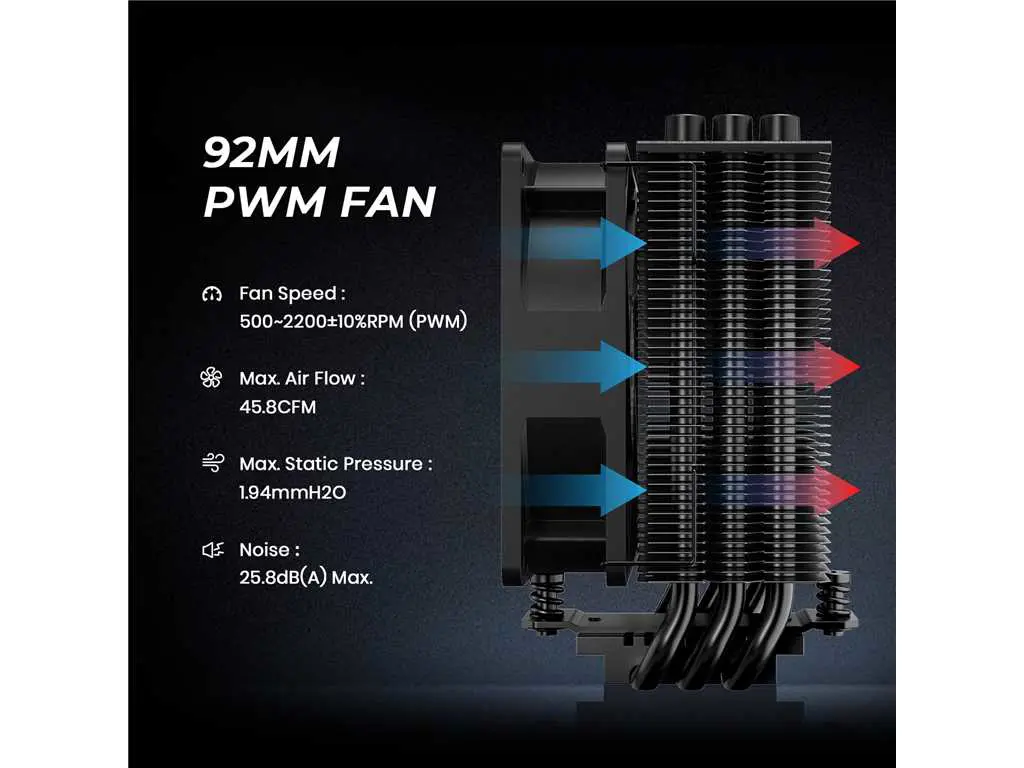 92MM
PWM FAN
Fan Speed :
500~2200±10%RPM (PWM)
Max. Air Flow :
45.8CFM
Max. Static Pressure :
1.94mmH2O
Noise :
25.8dB(A) Max.